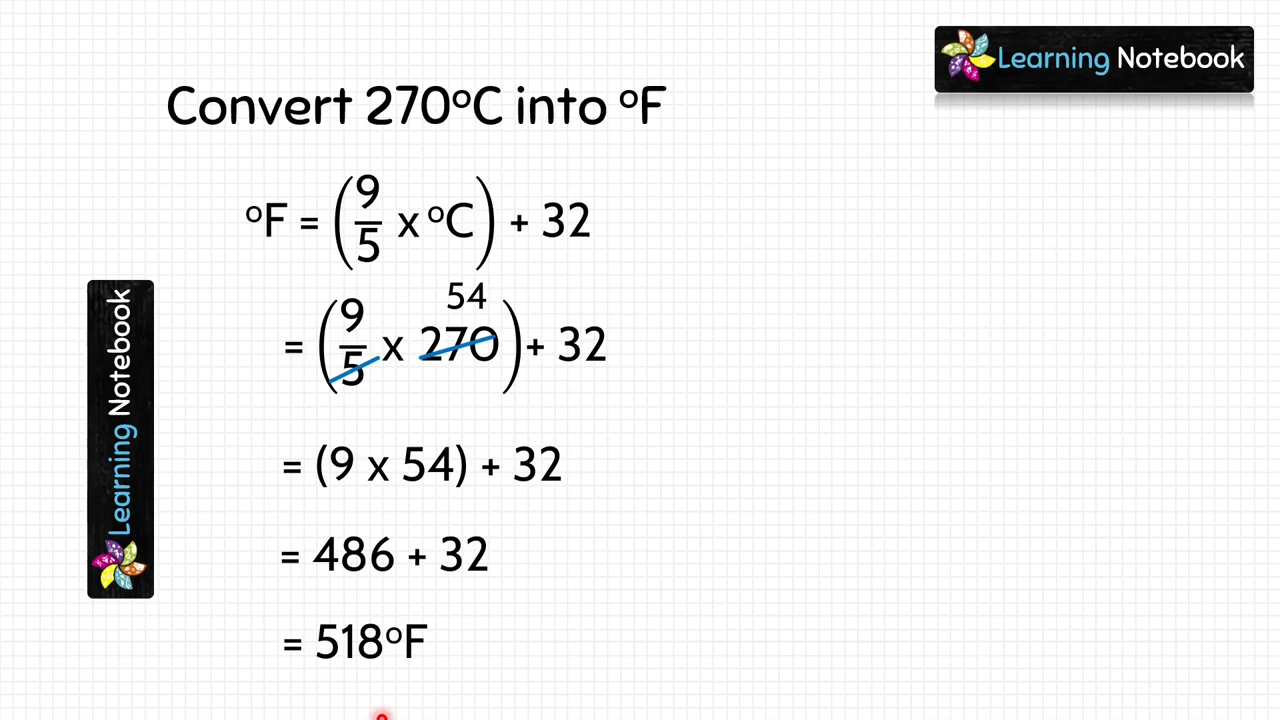 Learning Notebook
Convert 270°C into °F
°F = (9/5 x °C) + 32
54
= (9/5 x 270) + 32
= (9 x 54) + 32
= 486 + 32
= 518°F
Learning Notebook